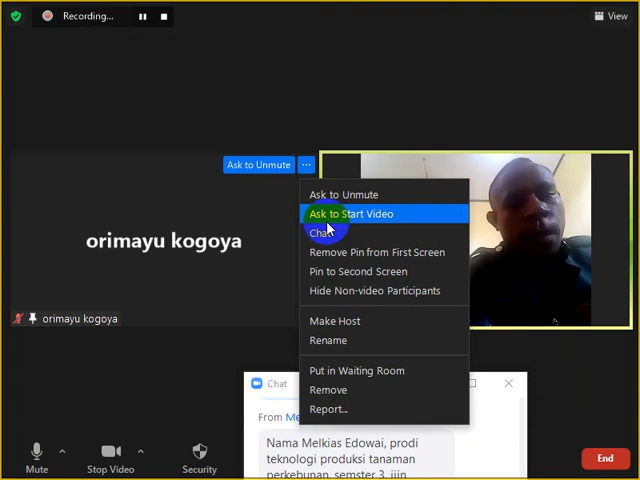 Recording...
View
Ask to Unmute
Ask to Unmute
Ask to Start Video
Chat
Remove Pin from First Screen
Pin to Second Screen
Hide Non-video Participants
Make Host
Rename
Put in Waiting Room
Remove
Report...
orimayu kogoya
orimayu kogoya
Chat
From Me
Nama Melkias Edowai, prodi
teknologi produksi tanaman
perkebunan, semster 3, ijin
Mute
Stop Video
Security
End